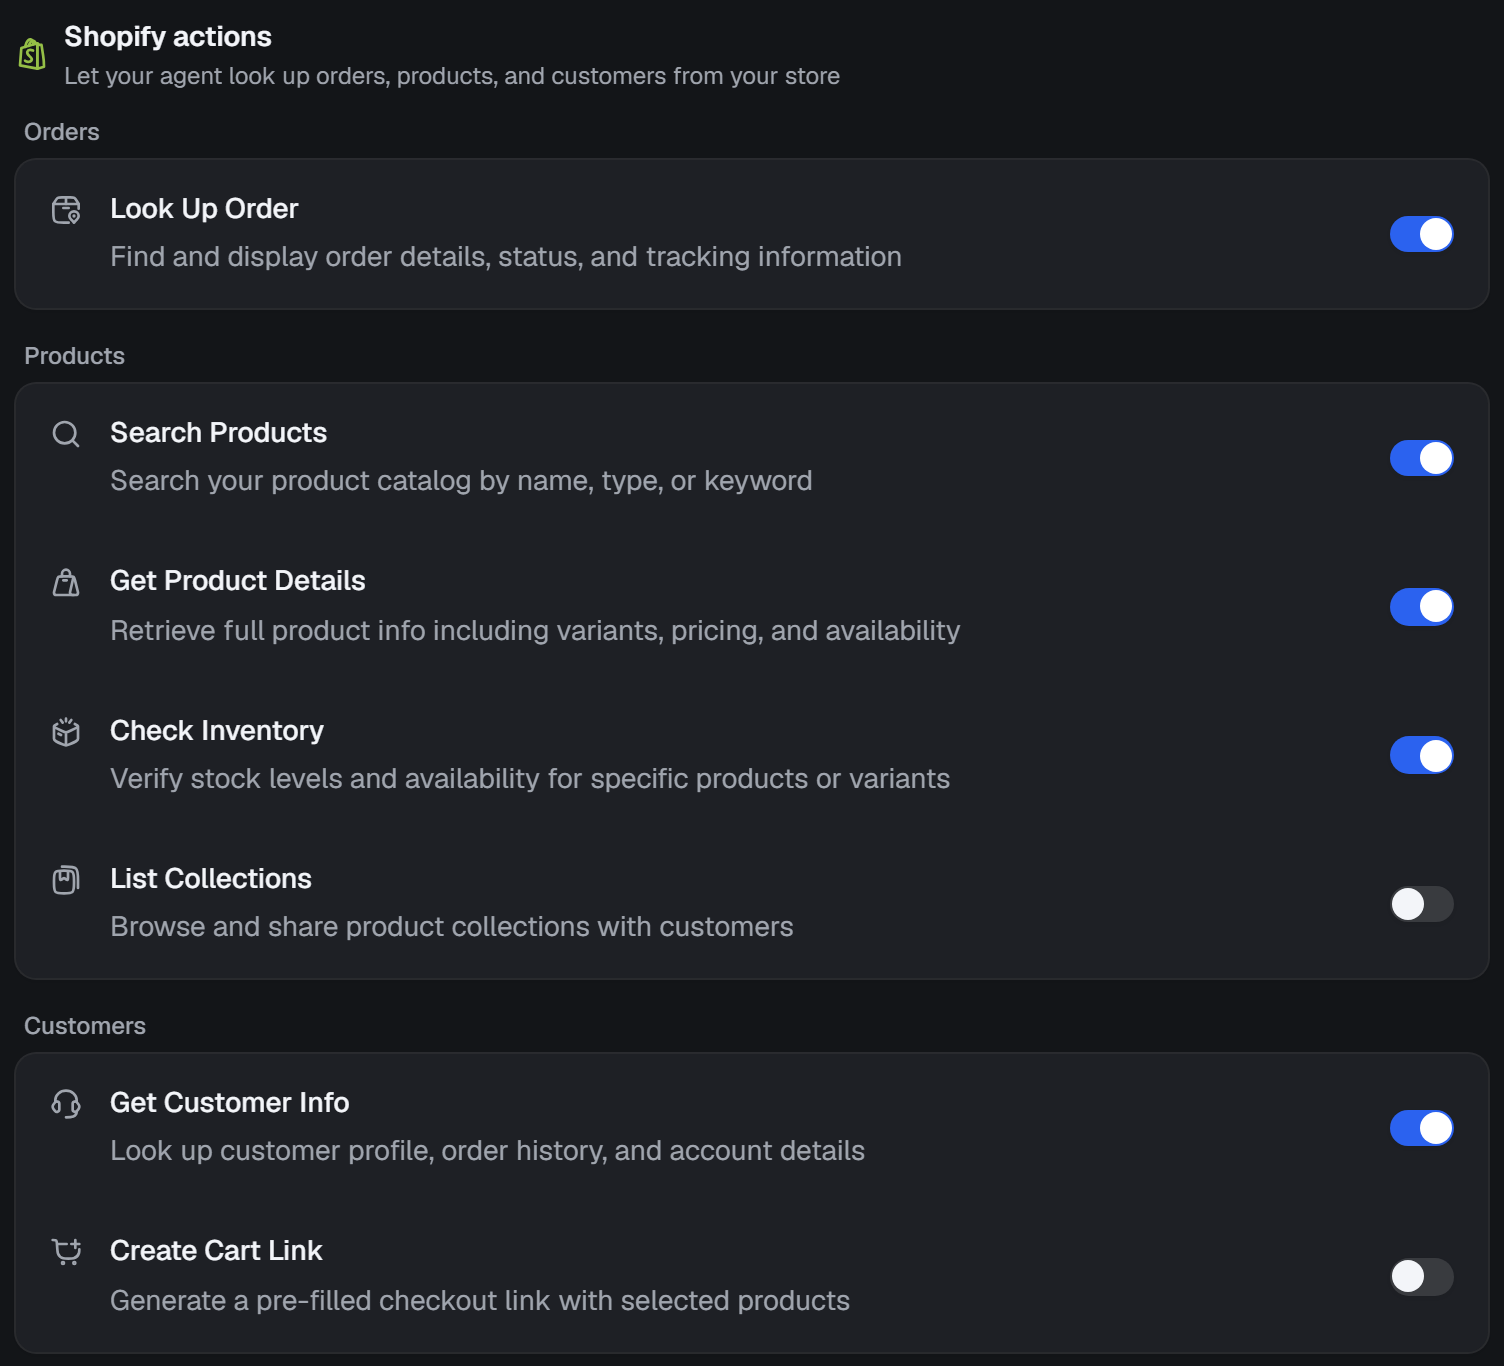 Shopify actions
Let your agent look up orders, products, and customers from your store
Orders
Look Up Order
Find and display order details, status, and tracking information
Products
Search Products
Search your product catalog by name, type, or keyword
Get Product Details
Retrieve full product info including variants, pricing, and availability
Check Inventory
Verify stock levels and availability for specific products or variants
List Collections
Browse and share product collections with customers
Customers
Get Customer Info
Look up customer profile, order history, and account details
Create Cart Link
Generate a pre-filled checkout link with selected products